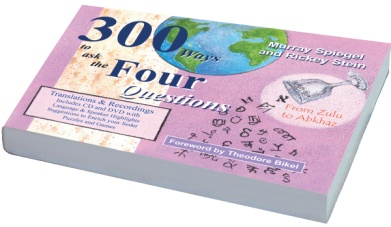 300 Ways
to
ask
the
Four
Questions
Murray Spiegel
and Rickey Stein
Translations & Recordings
Includes CD and DVD with
Language & Speaker Highlights
Suggestions to Enrich your Seder
Puzzles and Games
From Zulu
to Abkhaz
Foreword by Theodore Bikel